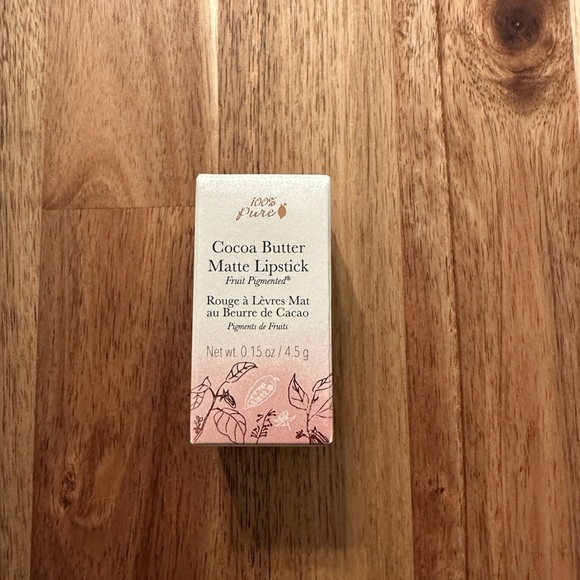 100%
Pure
Cocoa Butter
Matte Lipstick
Fruit Pigmented®
Rouge à Lèvres Mat
au Beurre de Cacao
Pigments de Fruits
Net wt. 0.15 oz / 4.5 g